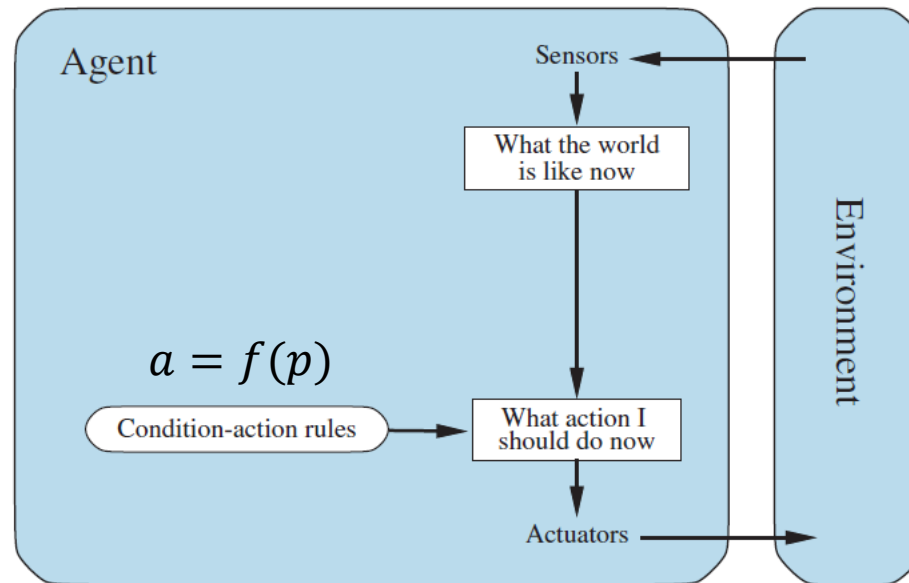 Agent
Sensors
What the world
is like now
Environment
a = f(p)
Condition-action rules
What action I
should do now
Actuators